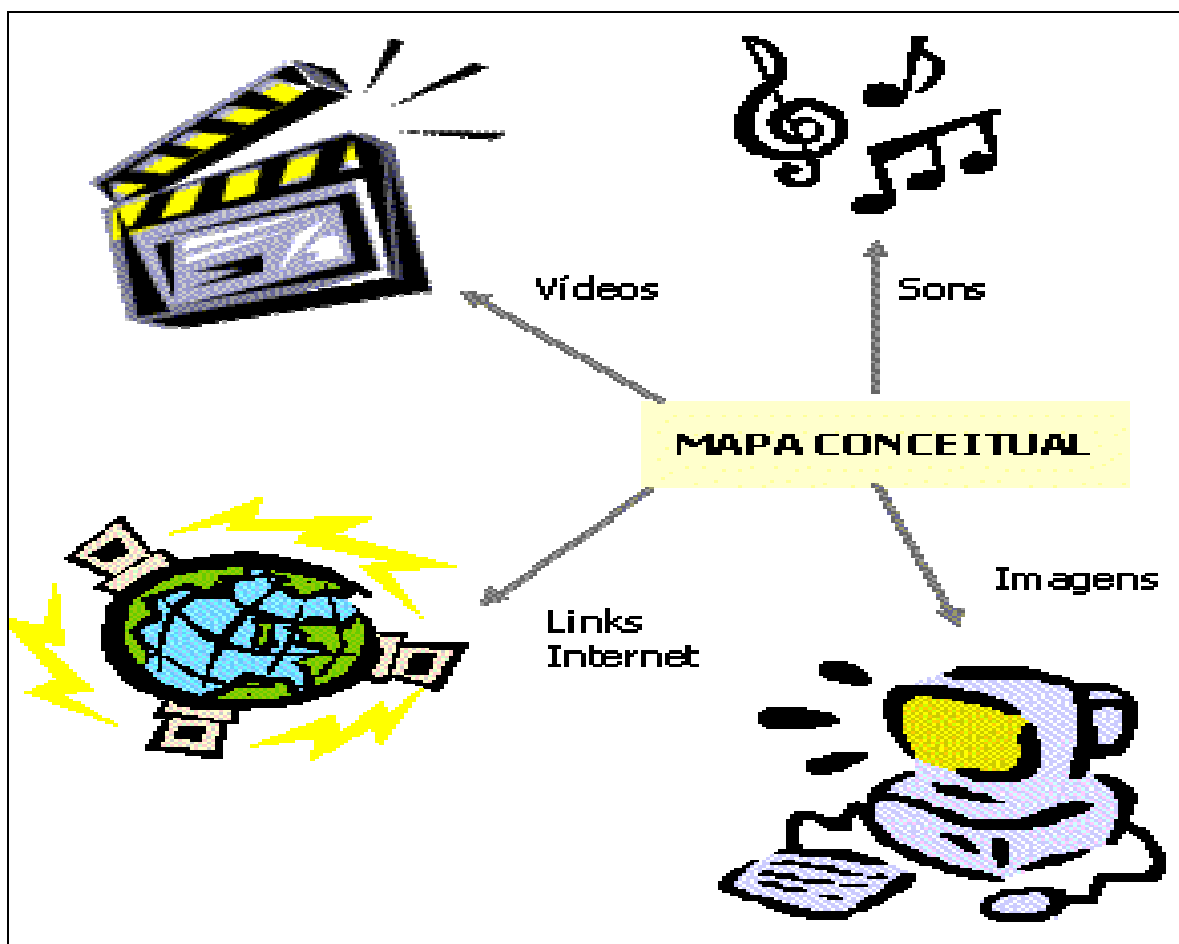 Vídeos
Sons
MAPA CONCEITUAL
Imagens
Links
Internet